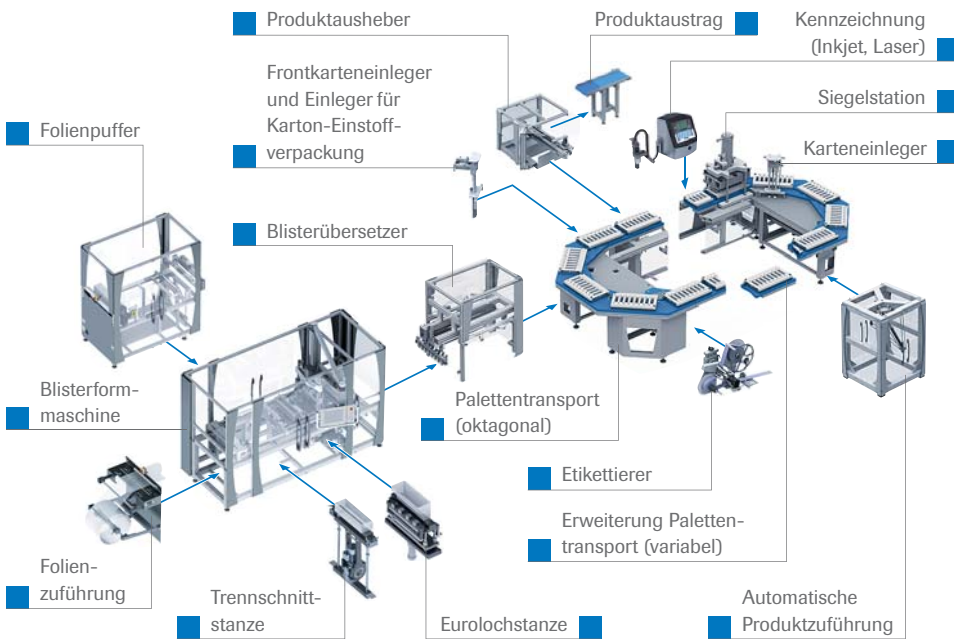 Produktausheber
Produktaustrag
Kennzeichnung
(Inkjet, Laser)
Frontkarteneinleger
und Einleger für
Karton-Einstoff-
verpackung
Siegelstation
Folienpuffer
Karteneinleger
Blisterübersetzer
Blisterform-
maschine
Palettentransport
(oktagonal)
Etikettierer
Erweiterung Paletten-
transport (variabel)
Folien-
zuführung
Trennschnitt-
stanze
Eurolochstanze
Automatische
Produktzuführung